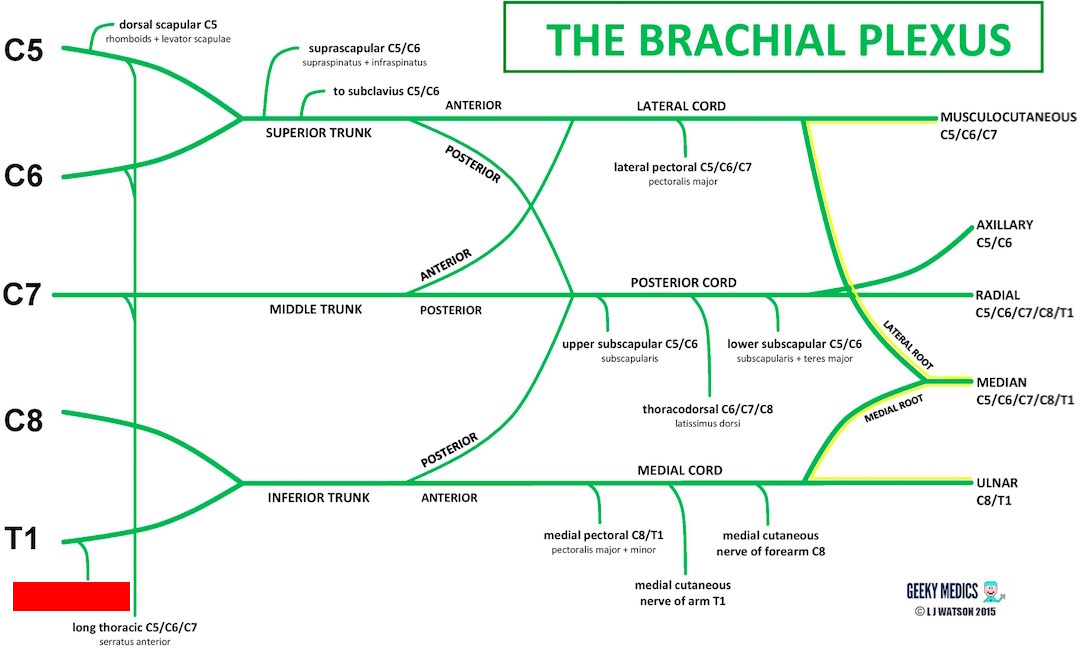 THE BRACHIAL PLEXUS
C5
dorsal scapular C5
rhomboids + levator scapulae
suprascapular C5/C6
supraspinatus + infraspinatus
to subclavius C5/C6
ANTERIOR
LATERAL CORD
MUSCULOCUTANEOUS
C5/C6/C7
SUPERIOR TRUNK
POSTERIOR
lateral pectoral C5/C6/C7
pectoralis major
C6
AXILLARY
C5/C6
ANTERIOR
POSTERIOR CORD
C7
MIDDLE TRUNK
POSTERIOR
RADIAL
C5/C6/C7/C8/T1
upper subscapular C5/C6
subscapularis
lower subscapular C5/C6
subscapularis + teres major
LATERAL ROOT
MEDIAN
C5/C6/C7/C8/T1
thoracodorsal C6/C7/C8
latissimus dorsi
MEDIAL ROOT
C8
POSTERIOR
MEDIAL CORD
INFERIOR TRUNK
ANTERIOR
ULNAR
C8/T1
T1
medial pectoral C8/T1
pectoralis major + minor
medial cutaneous
nerve of forearm C8
medial cutaneous
nerve of arm T1
long thoracic C5/C6/C7
serratus anterior
GEEKY MEDICS
© L J WATSON 2015